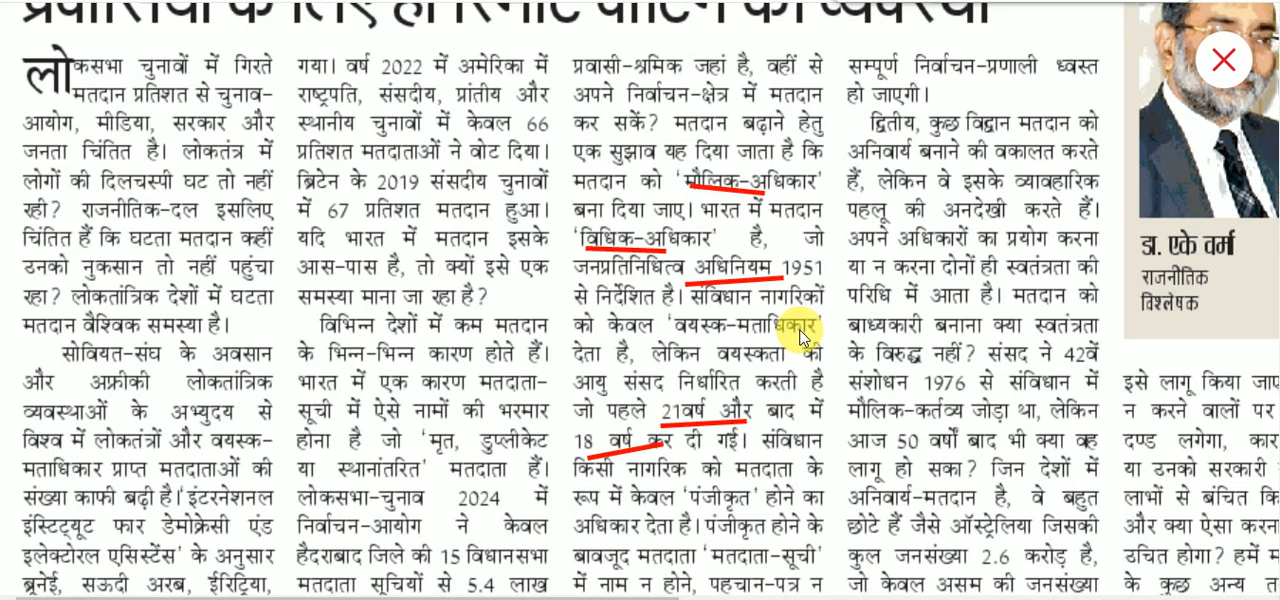 प्रवासियों के लिए हो रिमोट वोटिंग की व्यवस्था
लोकसभा चुनावों में गिरते
मतदान प्रतिशत से चुनाव-
आयोग, मीडिया, सरकार और
जनता चिंतित है। लोकतंत्र में
लोगों की दिलचस्पी घट तो नहीं
रही? राजनीतिक-दल इसलिए
चिंतित हैं कि घटता मतदान कहीं
उनको नुकसान तो नहीं पहुंचा
रहा? लोकतांत्रिक देशों में घटता
मतदान वैश्विक समस्या है।
सोवियत-संघ के अवसान
और अफ्रीकी लोकतांत्रिक
व्यवस्थाओं के अभ्युदय से
विश्व में लोकतंत्रों और वयस्क-
मताधिकार प्राप्त मतदाताओं की
संख्या काफी बढ़ी है। 'इंटरनेशनल
इंस्टिट्यूट फार डेमोक्रेसी एंड
इलेक्टोरल एसिस्टेंस' के अनुसार
ब्रूनेई, सऊदी अरब, ईरिट्रिया,
गया। वर्ष 2022 में अमेरिका में
राष्ट्रपति, संसदीय, प्रांतीय और
स्थानीय चुनावों में केवल 66
प्रतिशत मतदाताओं ने वोट दिया।
ब्रिटेन के 2019 संसदीय चुनावों
में 67 प्रतिशत मतदान हुआ।
यदि भारत में मतदान इसके
आस-पास है, तो क्यों इसे एक
समस्या माना जा रहा है?
विभिन्न देशों में कम मतदान
के भिन्न-भिन्न कारण होते हैं।
भारत में एक कारण मतदाता-
सूची में ऐसे नामों की भरमार
होना है जो 'मृत, डुप्लीकेट
या स्थानांतरित' मतदाता हैं।
लोकसभा-चुनाव 2024 में
निर्वाचन-आयोग ने केवल
हैदराबाद जिले की 15 विधानसभा
मतदाता सूचियों से 5.4 लाख
प्रवासी-श्रमिक जहां है, वहीं से
अपने निर्वाचन-क्षेत्र में मतदान
कर सकें? मतदान बढ़ाने हेतु
एक सुझाव यह दिया जाता है कि
मतदान को 'मौलिक-अधिकार'
बना दिया जाए। भारत में मतदान
'विधिक-अधिकार' है, जो
जनप्रतिनिधित्व अधिनियम 1951
से निर्देशित है। संविधान नागरिकों
को केवल 'वयस्क-मताधिकार'
देता है, लेकिन वयस्कता की
आयु संसद निर्धारित करती है
जो पहले 21वर्ष और बाद में
18 वर्ष कर दी गई। संविधान
किसी नागरिक को मतदाता के
रूप में केवल 'पंजीकृत' होने का
अधिकार देता है। पंजीकृत होने के
बावजूद मतदाता 'मतदाता-सूची'
में नाम न होने, पहचान-पत्र न
सम्पूर्ण निर्वाचन-प्रणाली ध्वस्त
हो जाएगी।
द्वितीय, कुछ विद्वान मतदान को
अनिवार्य बनाने की वकालत करते
हैं, लेकिन वे इसके व्यावहारिक
पहलू की अनदेखी करते हैं।
अपने अधिकारों का प्रयोग करना
या न करना दोनों ही स्वतंत्रता की
परिधि में आता है। मतदान को
बाध्यकारी बनाना क्या स्वतंत्रता
के विरुद्ध नहीं? संसद ने 42वें
संशोधन 1976 से संविधान में
मौलिक-कर्तव्य जोड़ा था, लेकिन
आज 50 वर्षों बाद भी क्या वह
लागू हो सका? जिन देशों में
अनिवार्य-मतदान है, वे बहुत
छोटे हैं जैसे ऑस्ट्रेलिया जिसकी
कुल जनसंख्या 2.6 करोड़ है,
जो केवल असम की जनसंख्या
डा. एके वर्मा
राजनीतिक
विश्लेषक
इसे लागू किया जाए
न करने वालों पर
दण्ड लगेगा, कार
या उनको सरकारी
लाभों से बंचित कि
और क्या ऐसा करन
उचित होगा? हमें म
के कुछ अन्य त